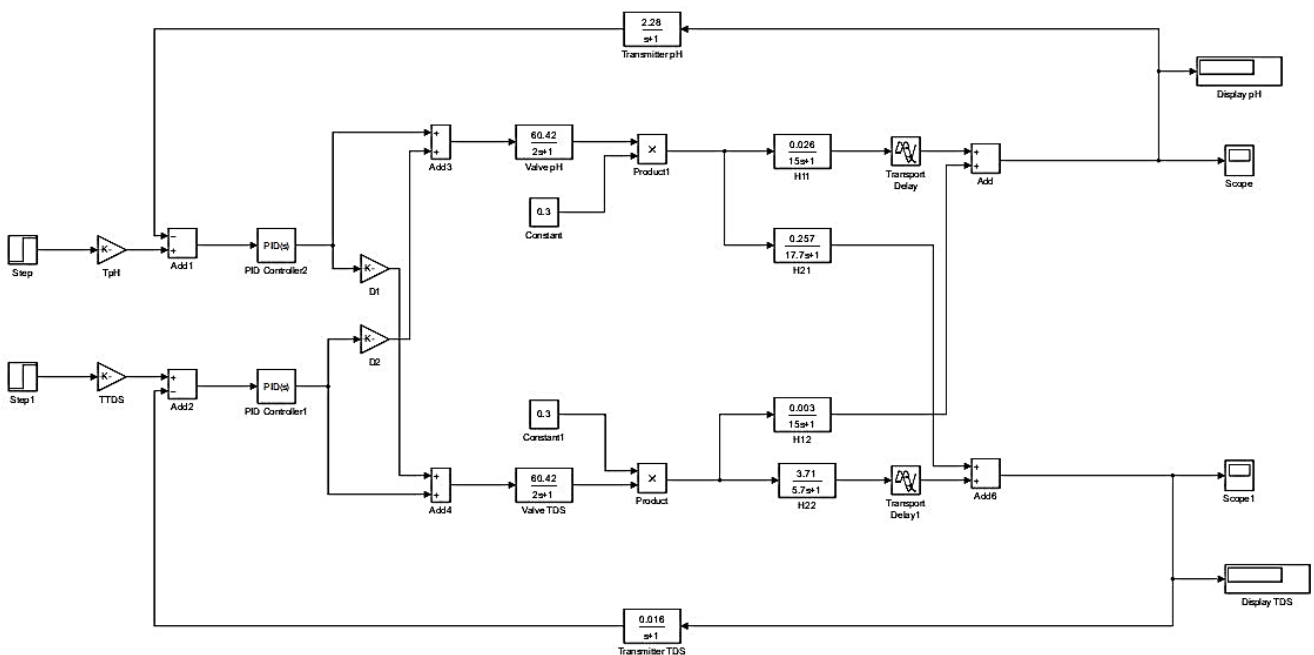 2.28
s+1
Transmitter pH
Display pH
+
+
Add3
60.42
2s+1
Valve pH
×
Product1
0.026
15s+1
H11
Transport
Delay
+
+
Add
Scope
0.3
Constant
Step
K-
TpH
−
+
Add1
PID(s)
PID Controller2
K-
D1
0.257
17.7s+1
H21
K-
D2
Step1
K-
TTDS
+
−
Add2
PID(s)
PID Controller1
0.3
Constant1
0.003
15s+1
H12
+
+
Add4
60.42
2s+1
Valve TDS
×
Product
3.71
5.7s+1
H22
Transport
Delay1
+
+
Add6
Scope1
Display TDS
0.016
s+1
Transmitter TDS